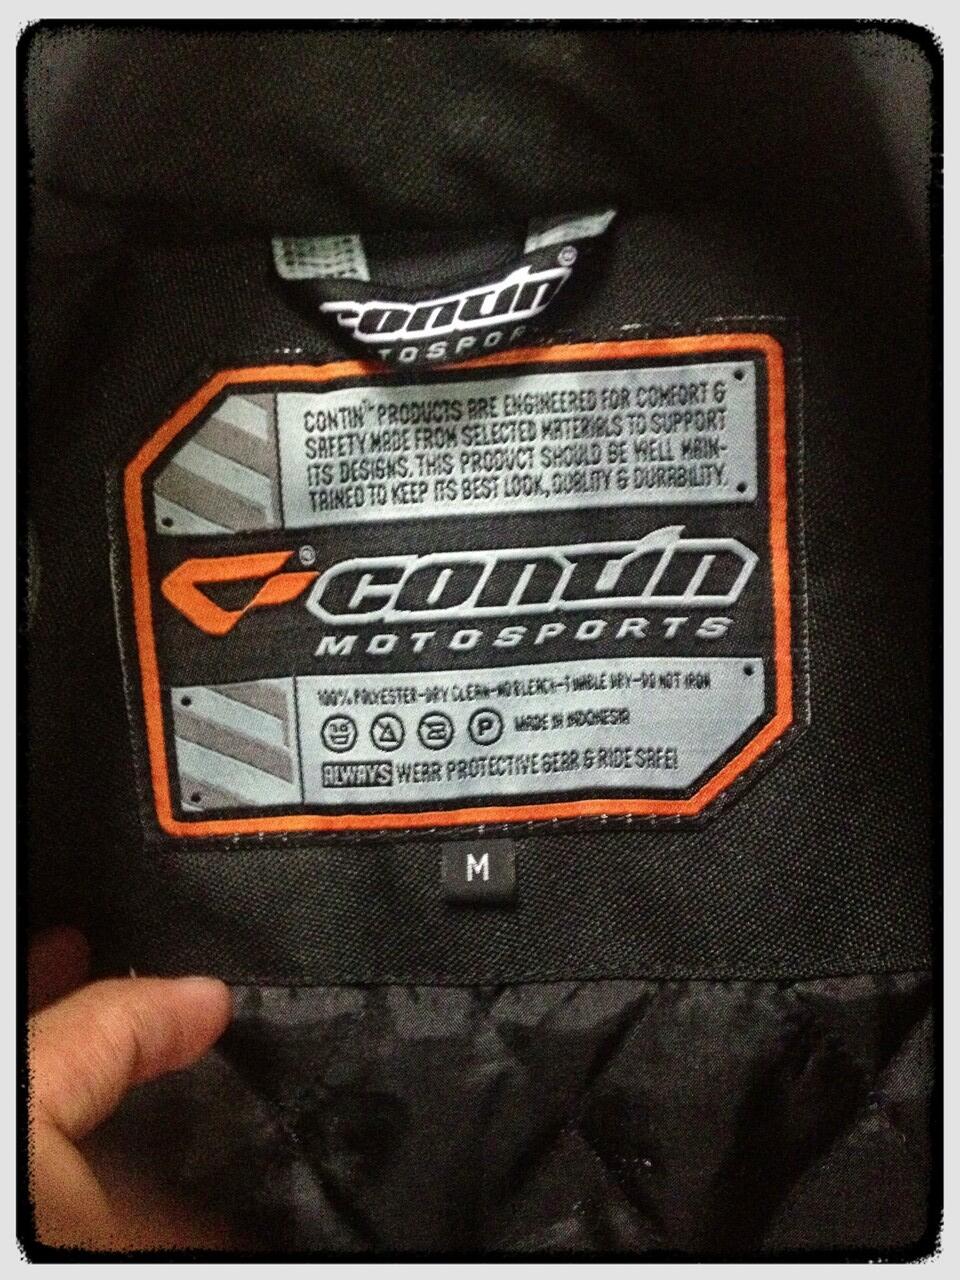 contin®
TOSPOR
CONTIN™ PRODUCTS ARE ENGINEERED FOR COMFORT &
SAFETY.MADE FROM SELECTED MATERIALS TO SUPPORT
ITS DESIGNS. THIS PRODUCT SHOULD BE WELL MAIN-
TAINED TO KEEP ITS BEST LOOK, QUALITY & DURABILITY.
® contin
MOTOSPORTS
100% POLYESTER-DRY CLEAN-NO BLEACH-TUMBLE DRY-DO NOT IRON
P MADE IN INDONESIA
ALWAYS WEAR PROTECTIVE GEAR & RIDE SAFE!
M